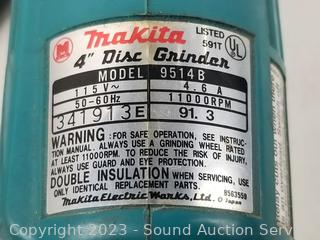 Makita
LISTED
591T
UL
4" Disc Grinder
MODEL 9514B
115V~ 4.6A
50-60Hz 11000RPM
341913E 91.3
WARNING: FOR SAFE OPERATION, SEE INSTRUC-
TION MANUAL. ALWAYS USE A GRINDING WHEEL RATED
AT LEAST 11000RPM. TO REDUCE THE RISK OF INJURY,
ALWAYS USE GUARD AND EYE PROTECTION.
DOUBLE INSULATION WHEN SERVICING, USE
ONLY IDENTICAL REPLACEMENT PARTS.
Makita Electric Works, Ltd. Japan
Copyright 2023 - Sound Auction Serv